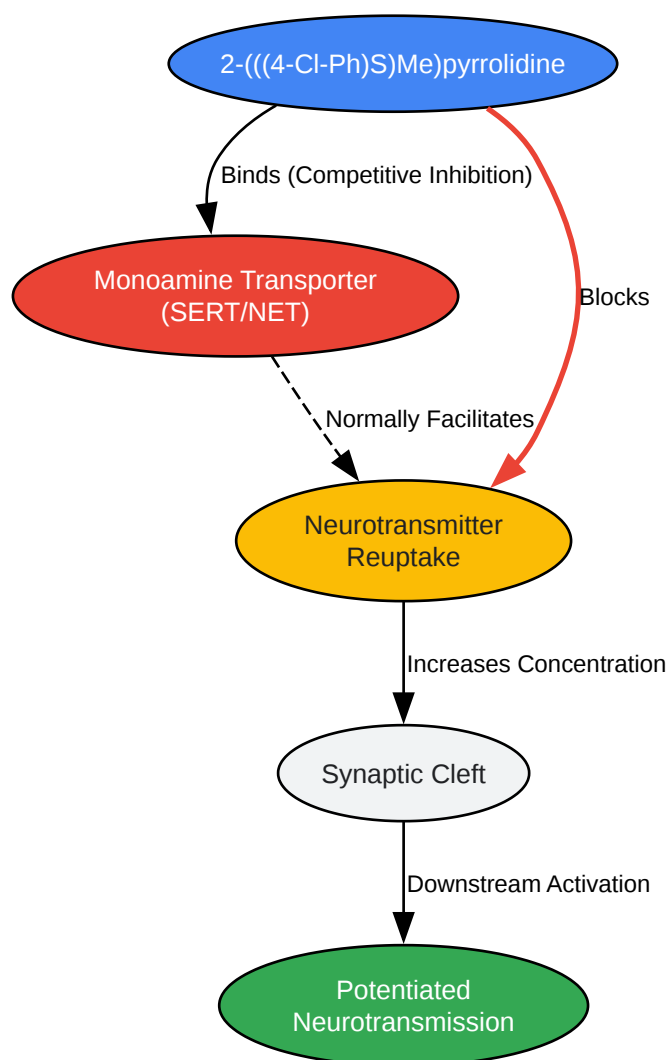 2-(((4-Cl-Ph)S)Me)pyrrolidine
Binds (Competitive Inhibition)
Monoamine Transporter
(SERT/NET)
Blocks
Normally Facilitates
Neurotransmitter
Reuptake
Increases Concentration
Synaptic Cleft
Downstream Activation
Potentiated
Neurotransmission